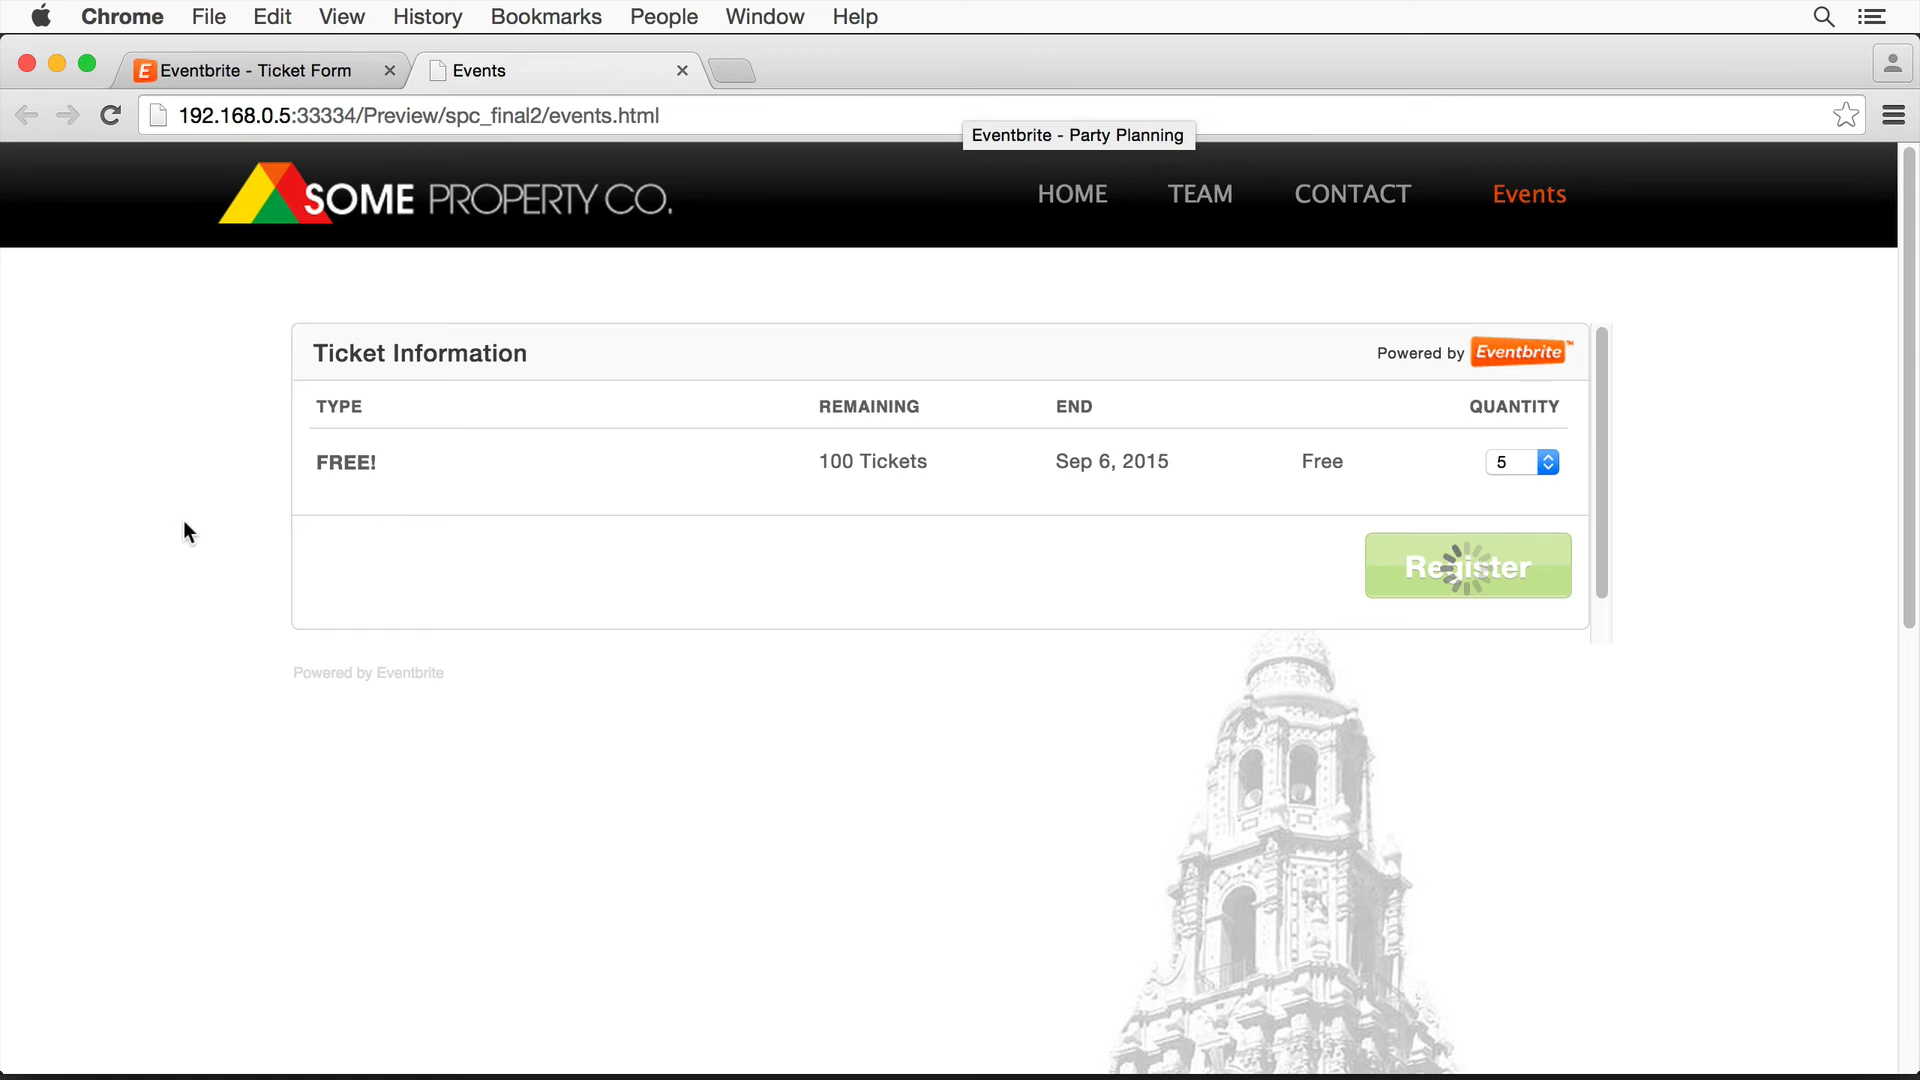 Chrome File Edit View History Bookmarks People Window Help
Eventbrite - Ticket Form
Events
192.168.0.5:33334/Preview/spc_final2/events.html
Eventbrite - Party Planning
SOME PROPERTY CO.
HOME TEAM CONTACT Events
Ticket Information
Powered by Eventbrite™
TYPE REMAINING END QUANTITY
FREE! 100 Tickets Sep 6, 2015 Free 5
Register
Powered by Eventbrite